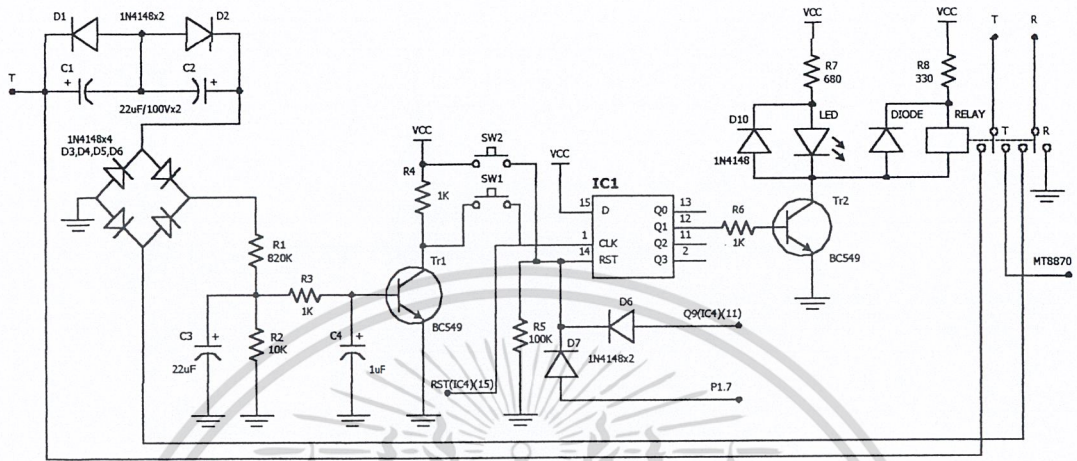 D1
1N4148x2
D2
C1
+
C2
+
T
22uF/100Vx2
1N4148x4
D3,D4,D5,D6
VCC
SW2
SW1
R4
1K
VCC
IC1
15
D
1
CLK
14
RST
Q0
13
Q1
12
Q2
11
Q3
2
R6
1K
Tr2
BC549
VCC
R7
680
LED
D10
1N4148
DIODE
VCC
R8
330
RELAY
T
R
T
R
MT8870
R1
820K
R3
1K
Tr1
BC549
C3
+
22uF
R2
10K
C4
+
1uF
RST(IC4)(15)
R5
100K
D6
D7
1N4148x2
Q9(IC4)(11)
P1.7